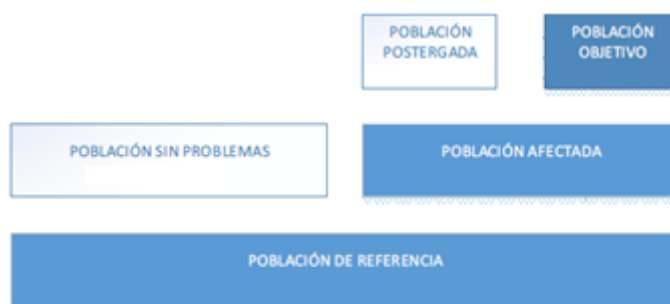 POBLACIÓN
POSTERGADA
POBLACIÓN
OBJETIVO
POBLACIÓN SIN PROBLEMAS
POBLACIÓN AFECTADA
POBLACIÓN DE REFERENCIA